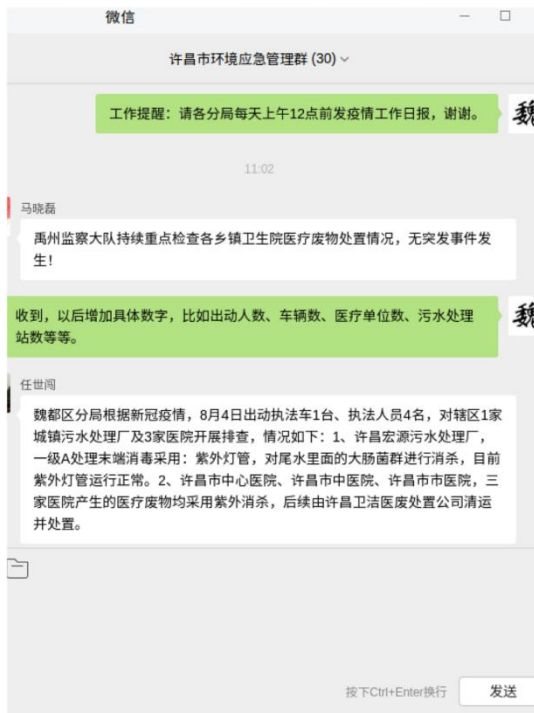 微信
许昌市环境应急管理群 (30)
工作提醒：请各分局每天上午12点前发疫情工作日报，谢谢。
魏
11:02
马晓磊
禹州监察大队持续重点检查各乡镇卫生院医疗废物处置情况，无突发事件发
生！
收到，以后增加具体数字，比如出动人数、车辆数、医疗单位数、污水处理
站数等等。
魏
任世闯
魏都区分局根据新冠疫情，8月4日出动执法车1台、执法人员4名，对辖区1家
城镇污水处理厂及3家医院开展排查，情况如下：1、许昌宏源污水处理厂，
一级A处理末端消毒采用：紫外灯管，对尾水里面的大肠菌群进行消杀，目前
紫外灯管运行正常。2、许昌市中心医院、许昌市中医院、许昌市市医院，三
家医院产生的医疗废物均采用紫外消杀，后续由许昌卫洁医废处置公司清运
并处置。
按下Ctrl+Enter换行
发送